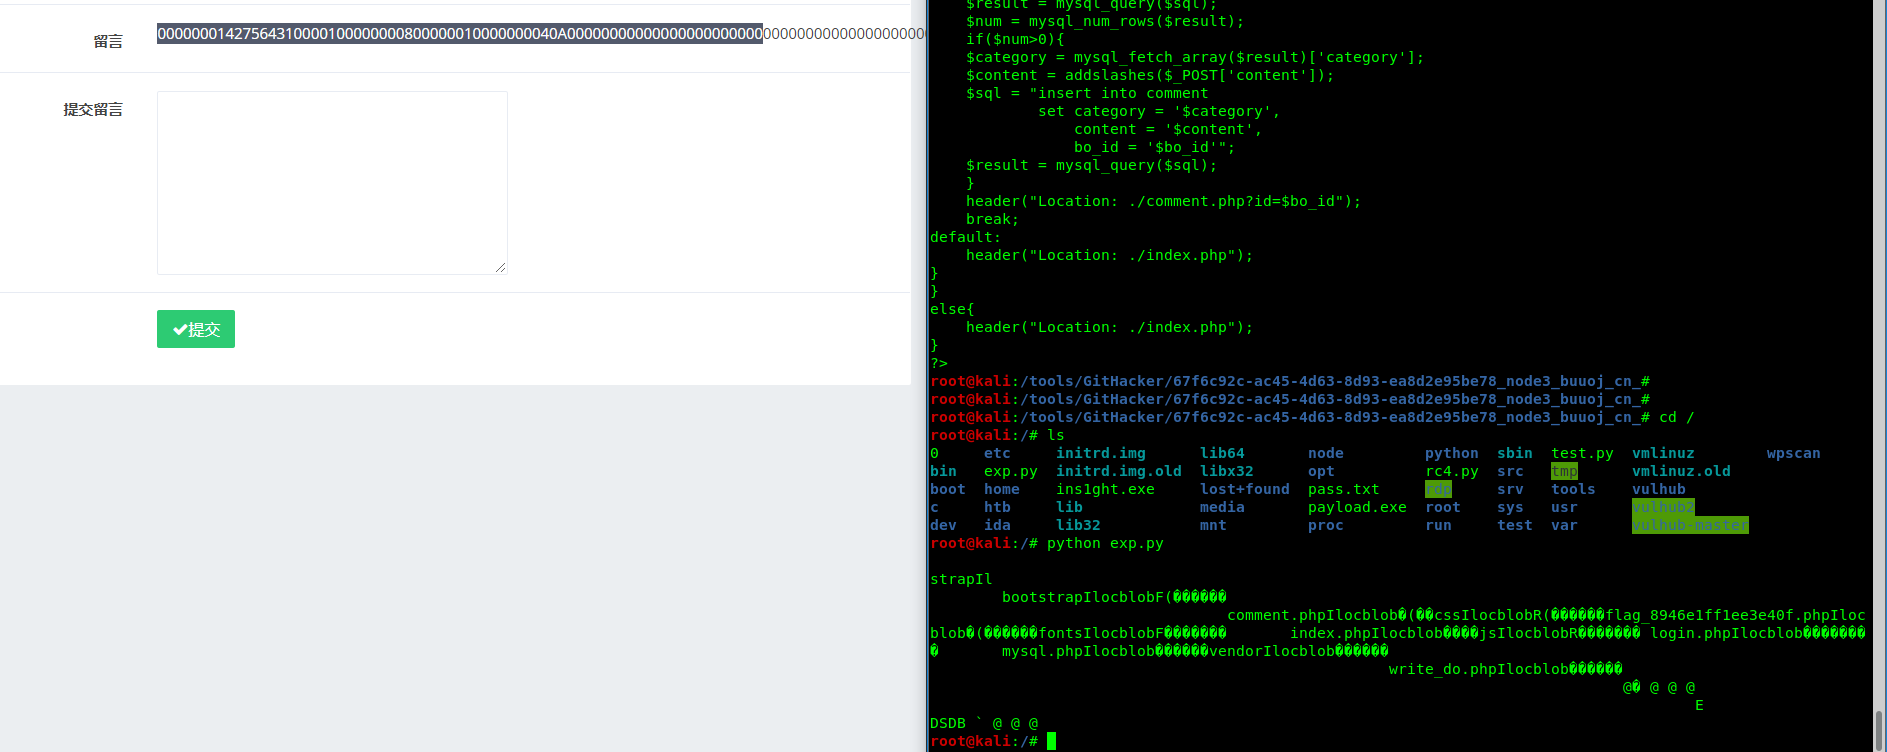 留言
00000001427564310000100000000800000010000000040A00000000000000000000000000000000000000000000
提交留言
提交
$result = mysql_query($sql);
$num = mysql_num_rows($result);
if($num>0){
$category = mysql_fetch_array($result)['category'];
$content = addslashes($_POST['content']);
$sql = "insert into comment
set category = '$category',
content = '$content',
bo_id = '$bo_id'";
$result = mysql_query($sql);
}
header("Location: ./comment.php?id=$bo_id");
break;
default:
header("Location: ./index.php");
}
}
else{
header("Location: ./index.php");
}
?>
root@kali:/tools/GitHacker/67f6c92c-ac45-4d63-8d93-ea8d2e95be78_node3_buuoj_cn_#
root@kali:/tools/GitHacker/67f6c92c-ac45-4d63-8d93-ea8d2e95be78_node3_buuoj_cn_#
root@kali:/tools/GitHacker/67f6c92c-ac45-4d63-8d93-ea8d2e95be78_node3_buuoj_cn_# cd /
root@kali:/# ls
0 etc initrd.img lib64 node python sbin test.py vmlinuz wpscan
bin exp.py initrd.img.old libx32 opt rc4.py src tmp vmlinuz.old
boot home ins1ght.exe lost+found pass.txt rdp srv tools vulhub
c htb lib media payload.exe root sys usr vulhub2
dev ida lib32 mnt proc run test var vulhub-master
root@kali:/# python exp.py
strapIl
bootstrapIlocblobF(������
comment.phpIlocblob�(��cssIlocblobR(������flag_8946e1ff1ee3e40f.phpIloc
blob�(������fontsIlocblobF������� index.phpIlocblob����jsIlocblobR������� login.phpIlocblob�������
� mysql.phpIlocblob������vendorIlocblob������
write_do.phpIlocblob������
@� @ @ @
E
DSDB ` @ @ @
root@kali:/#